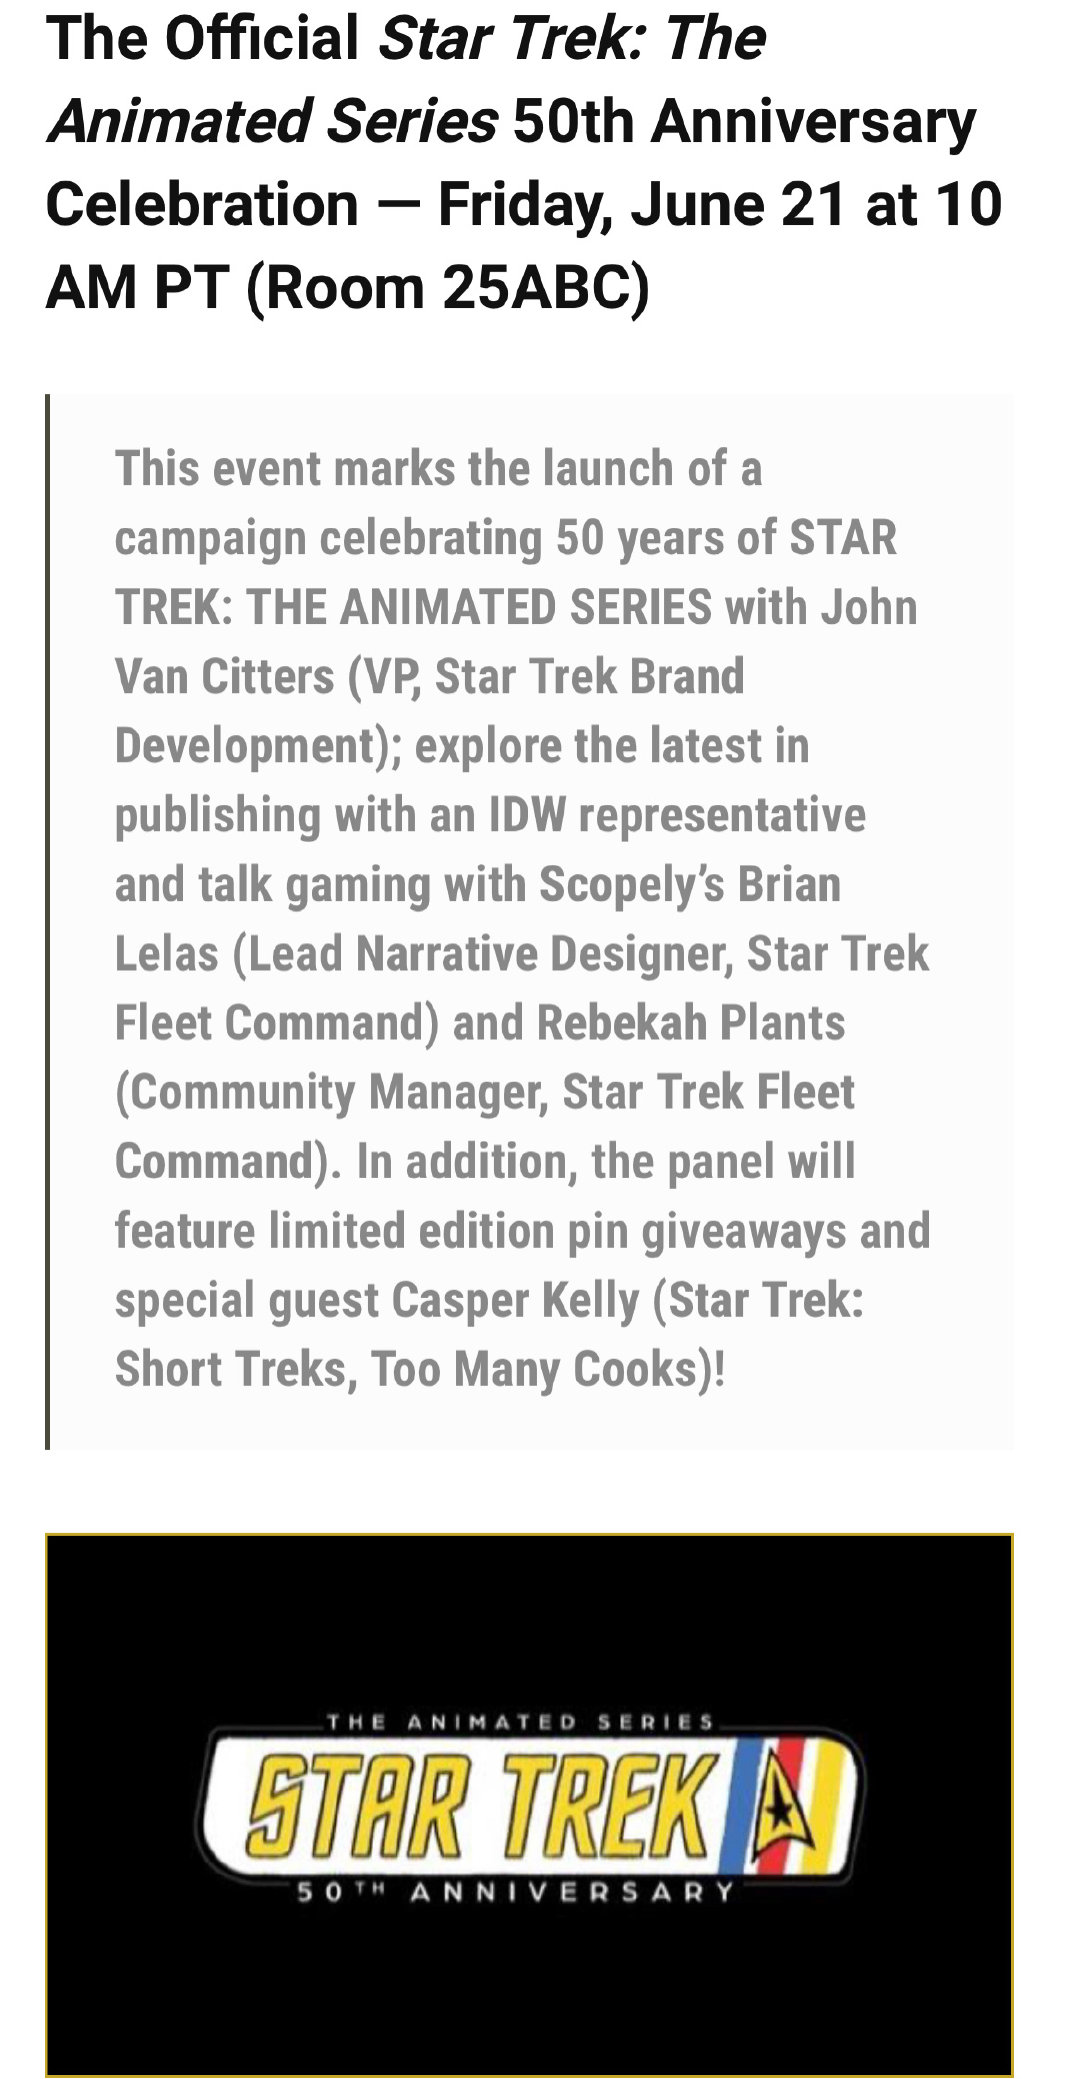 The Official Star Trek: The
Animated Series 50th Anniversary
Celebration — Friday, June 21 at 10
AM PT (Room 25ABC)
This event marks the launch of a
campaign celebrating 50 years of STAR
TREK: THE ANIMATED SERIES with John
Van Citters (VP, Star Trek Brand
Development); explore the latest in
publishing with an IDW representative
and talk gaming with Scopely’s Brian
Lelas (Lead Narrative Designer, Star Trek
Fleet Command) and Rebekah Plants
(Community Manager, Star Trek Fleet
Command). In addition, the panel will
feature limited edition pin giveaways and
special guest Casper Kelly (Star Trek:
Short Treks, Too Many Cooks)!
THE ANIMATED SERIES
STAR TREK
50TH ANNIVERSARY